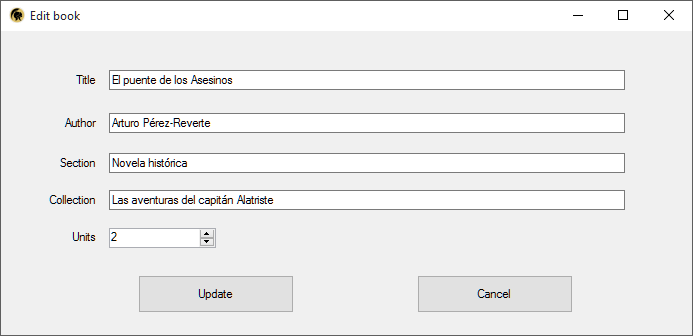 Edit book
Title El puente de los Asesinos
Author Arturo Pérez-Reverte
Section Novela histórica
Collection Las aventuras del capitán Alatriste
Units 2
Update Cancel